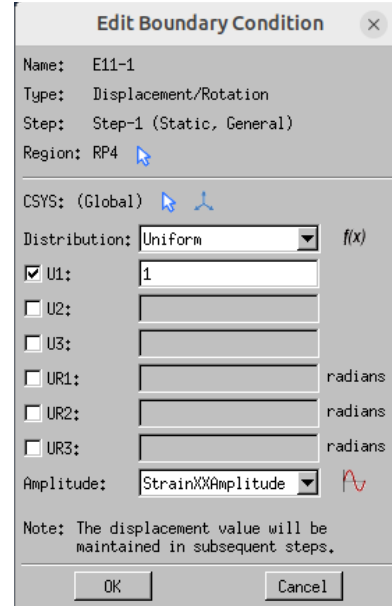 Edit Boundary Condition
Name: E11-1
Type: Displacement/Rotation
Step: Step-1 (Static, General)
Region: RP4
CSYS: (Global)
Distribution: Uniform f(x)
U1: 1
U2:
U3:
UR1: radians
UR2: radians
UR3: radians
Amplitude: StrainXXAmplitude
Note: The displacement value will be
maintained in subsequent steps.
OK Cancel